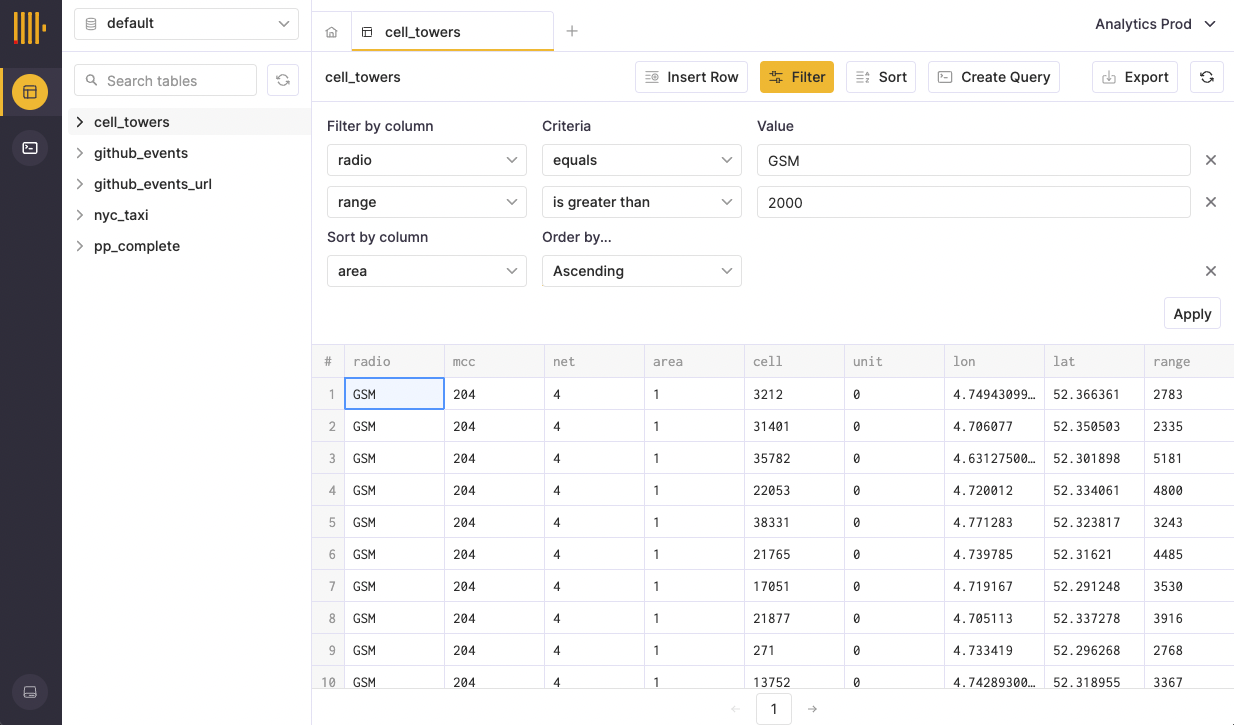 default
Search tables
cell_towers
github_events
github_events_url
nyc_taxi
pp_complete
cell_towers
Analytics Prod
cell_towers Insert Row Filter Sort Create Query Export
Filter by column Criteria Value
radio equals GSM
range is greater than 2000
Sort by column Order by...
area Ascending
Apply
# radio mcc net area cell unit lon lat range
1 GSM 204 4 1 3212 0 4.74943099... 52.366361 2783
2 GSM 204 4 1 31401 0 4.706077 52.350503 2335
3 GSM 204 4 1 35782 0 4.63127500... 52.301898 5181
4 GSM 204 4 1 22053 0 4.720012 52.334061 4800
5 GSM 204 4 1 38331 0 4.771283 52.323817 3243
6 GSM 204 4 1 21765 0 4.739785 52.31621 4485
7 GSM 204 4 1 17051 0 4.719167 52.291248 3530
8 GSM 204 4 1 21877 0 4.705113 52.337278 3916
9 GSM 204 4 1 271 0 4.733419 52.296268 2768
10 GSM 204 4 1 13752 0 4.74289300... 52.318955 3367
1